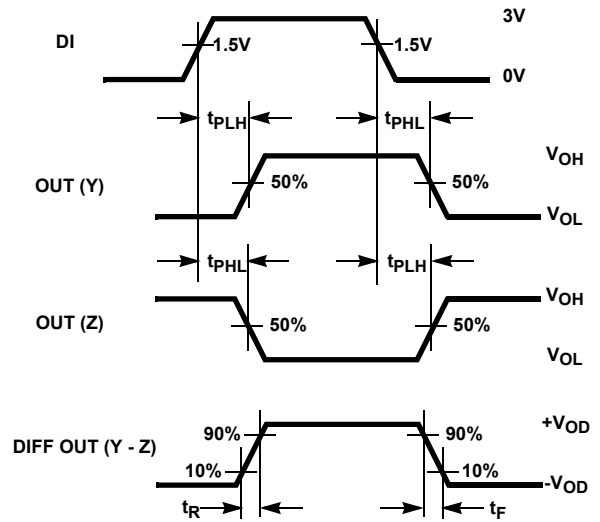 3V
DI
1.5V
1.5V
0V
tPLH
tPHL
VOH
OUT (Y)
50%
50%
VOL
tPHL
tPLH
VOH
OUT (Z)
50%
50%
VOL
+VOD
DIFF OUT (Y - Z)
90%
90%
10%
10%
-VOD
tR
tF